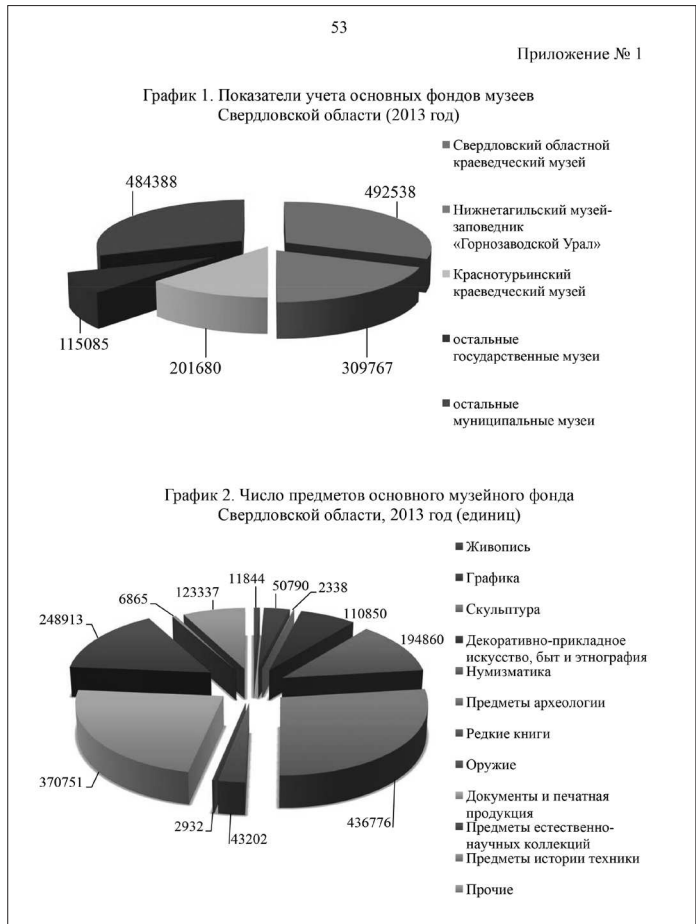 53
Приложение № 1
График 1. Показатели учета основных фондов музеев
Свердловской области (2013 год)
484388
492538
115085
201680
309767
Свердловский областной
краеведческий музей
Нижнетагильский музей-
заповедник
«Горнозаводской Урал»
Краснотурьинский
краеведческий музей
остальные
государственные музеи
остальные
муниципальные музеи
График 2. Число предметов основного музейного фонда
Свердловской области, 2013 год (единиц)
248913
6865
123337
11844
50790
2338
110850
194860
370751
2932
43202
436776
Живопись
Графика
Скульптура
Декоративно-прикладное
искусство, быт и этнография
Нумизматика
Предметы археологии
Редкие книги
Оружие
Документы и печатная
продукция
Предметы естественно-
научных коллекций
Предметы истории техники
Прочие